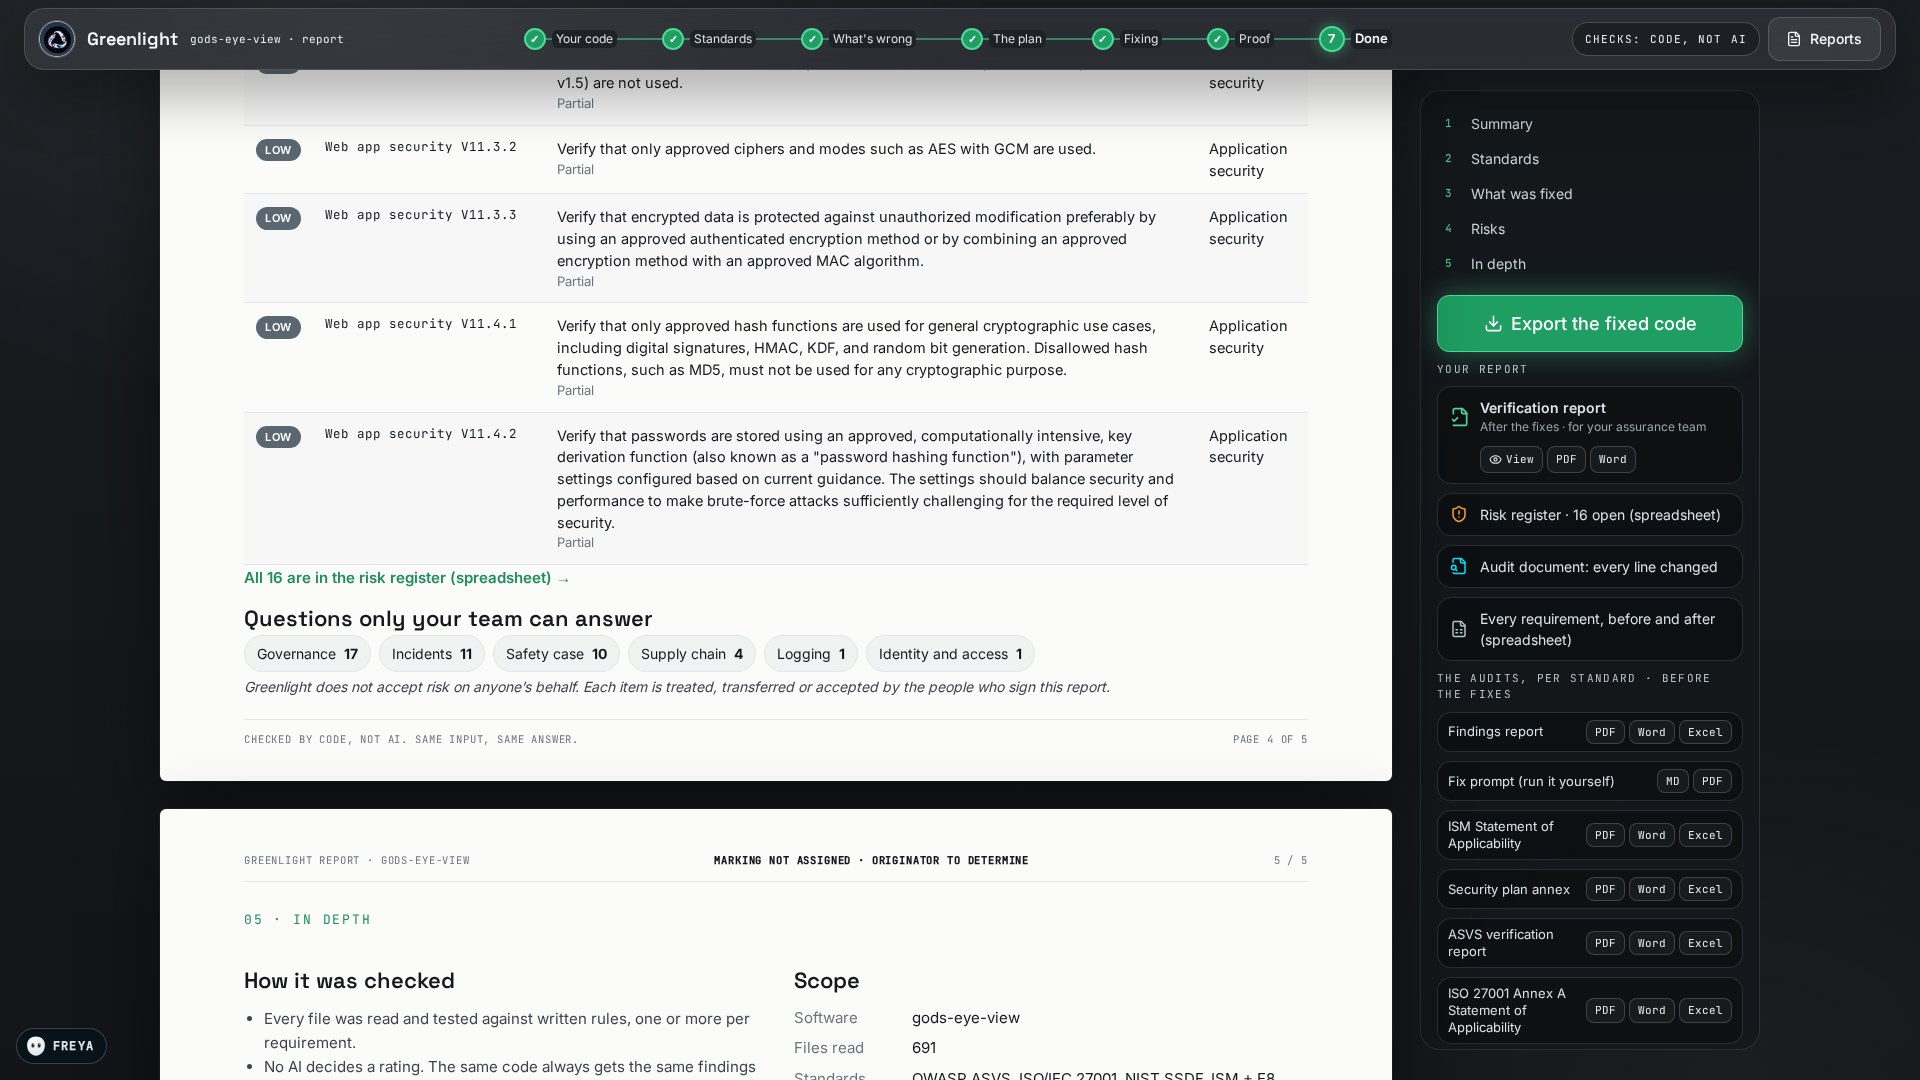 Greenlight
gods-eye-view · report
Your code
Standards
What's wrong
The plan
Fixing
Proof
7 Done
CHECKS: CODE, NOT AI
Reports
v1.5) are not used.
Partial
security
LOW
Web app security V11.3.2
Verify that only approved ciphers and modes such as AES with GCM are used.
Partial
Application
security
LOW
Web app security V11.3.3
Verify that encrypted data is protected against unauthorized modification preferably by
using an approved authenticated encryption method or by combining an approved
encryption method with an approved MAC algorithm.
Partial
Application
security
LOW
Web app security V11.4.1
Verify that only approved hash functions are used for general cryptographic use cases,
including digital signatures, HMAC, KDF, and random bit generation. Disallowed hash
functions, such as MD5, must not be used for any cryptographic purpose.
Partial
Application
security
LOW
Web app security V11.4.2
Verify that passwords are stored using an approved, computationally intensive, key
derivation function (also known as a "password hashing function"), with parameter
settings configured based on current guidance. The settings should balance security and
performance to make brute-force attacks sufficiently challenging for the required level of
security.
Partial
Application
security
All 16 are in the risk register (spreadsheet) →
Questions only your team can answer
Governance 17
Incidents 11
Safety case 10
Supply chain 4
Logging 1
Identity and access 1
Greenlight does not accept risk on anyone's behalf. Each item is treated, transferred or accepted by the people who sign this report.
CHECKED BY CODE, NOT AI. SAME INPUT, SAME ANSWER.
PAGE 4 OF 5
GREENLIGHT REPORT · GODS-EYE-VIEW
MARKING NOT ASSIGNED · ORIGINATOR TO DETERMINE
5 / 5
05 · IN DEPTH
How it was checked
• Every file was read and tested against written rules, one or more per
requirement.
• No AI decides a rating. The same code always gets the same findings
Scope
Software gods-eye-view
Files read 691
Standards OWASP ASVS, ISO/IEC 27001, NIST SSDF, ISM + E8
FREYA
1 Summary
2 Standards
3 What was fixed
4 Risks
5 In depth
Export the fixed code
YOUR REPORT
Verification report
After the fixes · for your assurance team
View
PDF
Word
Risk register · 16 open (spreadsheet)
Audit document: every line changed
Every requirement, before and after
(spreadsheet)
THE AUDITS, PER STANDARD · BEFORE
THE FIXES
Findings report PDF Word Excel
Fix prompt (run it yourself) MD PDF
ISM Statement of
Applicability
PDF Word Excel
Security plan annex PDF Word Excel
ASVS verification
report
PDF Word Excel
ISO 27001 Annex A
Statement of
Applicability
PDF Word Excel